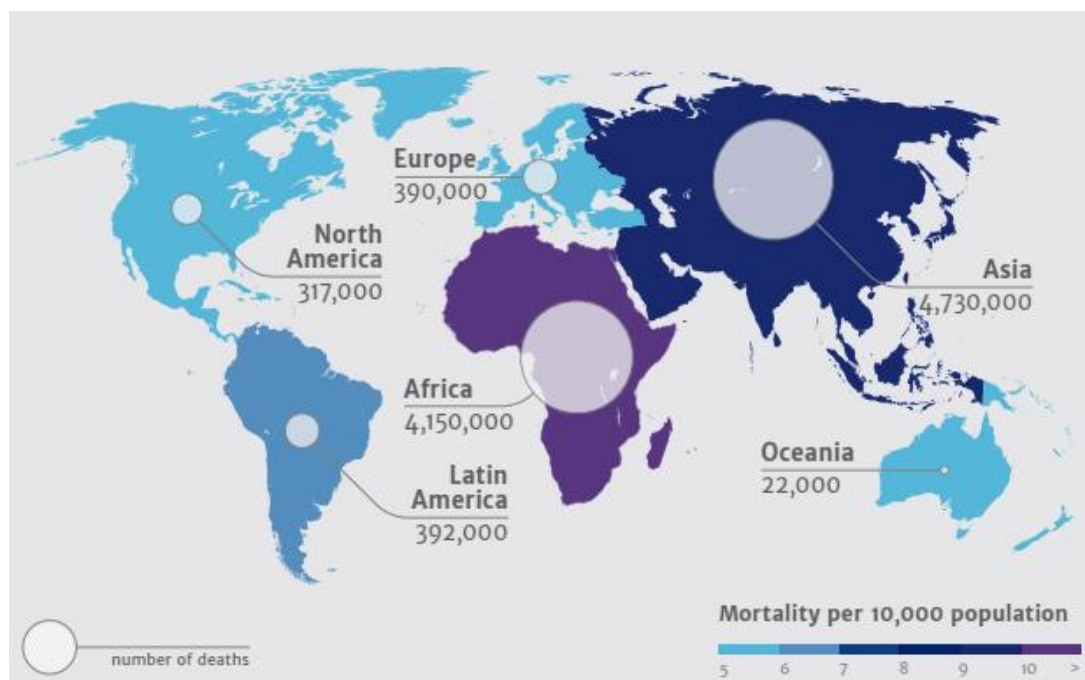 Europe
390,000
North
America
317,000
Asia
4,730,000
Africa
4,150,000
Oceania
22,000
Latin
America
392,000
Mortality per 10,000 population
number of deaths
5 6 7 8 9 10 >